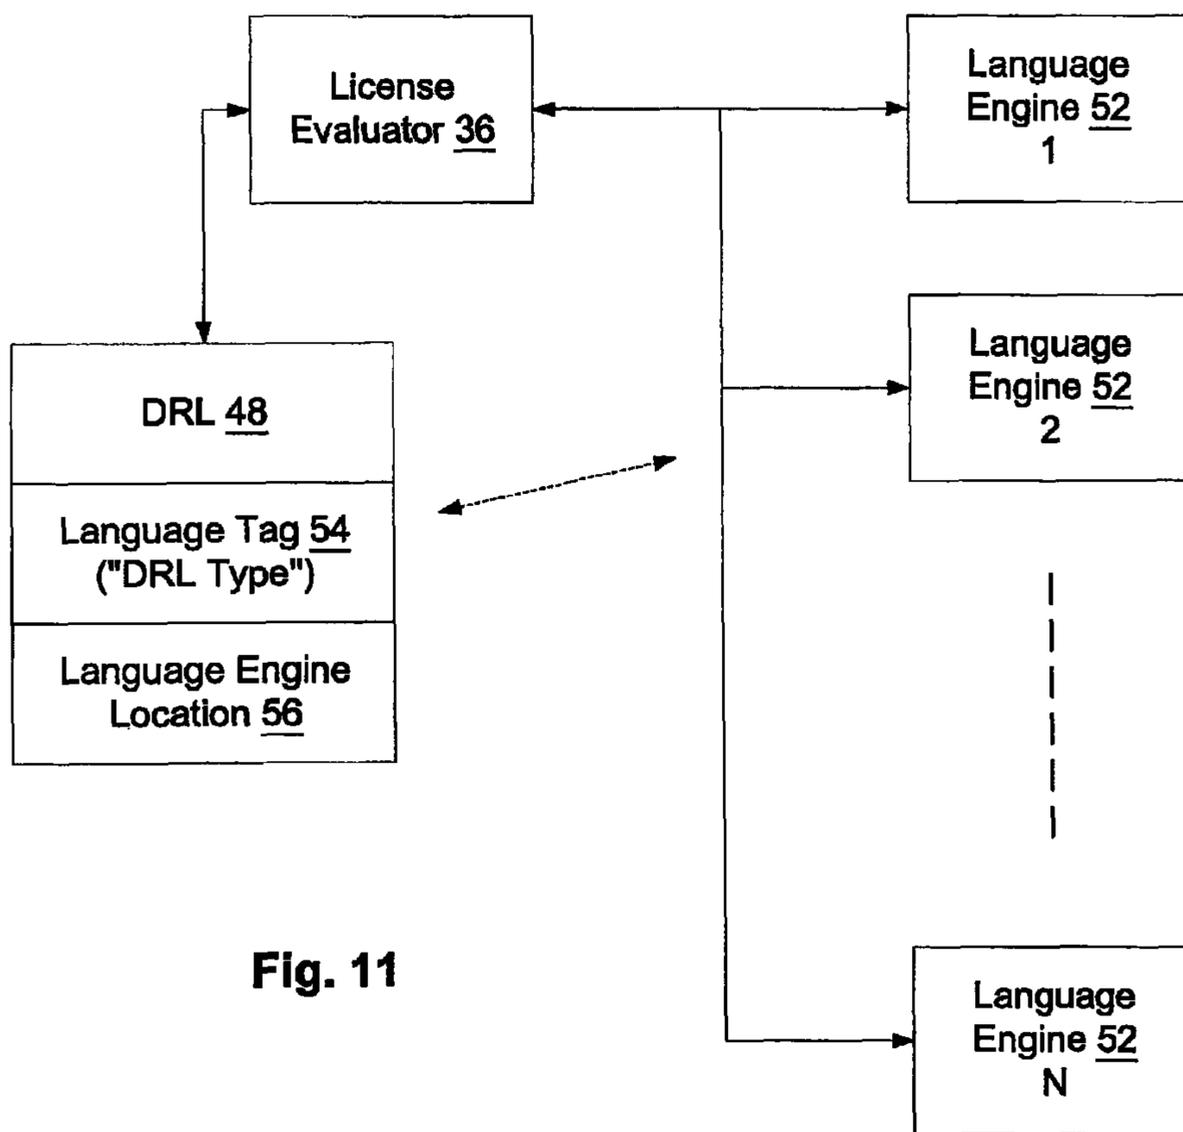 License
Evaluator 36
Language
Engine 52
1
DRL 48
Language Tag 54
("DRL Type")
Language Engine
Location 56
Language
Engine 52
2
Language
Engine 52
N
Fig. 11